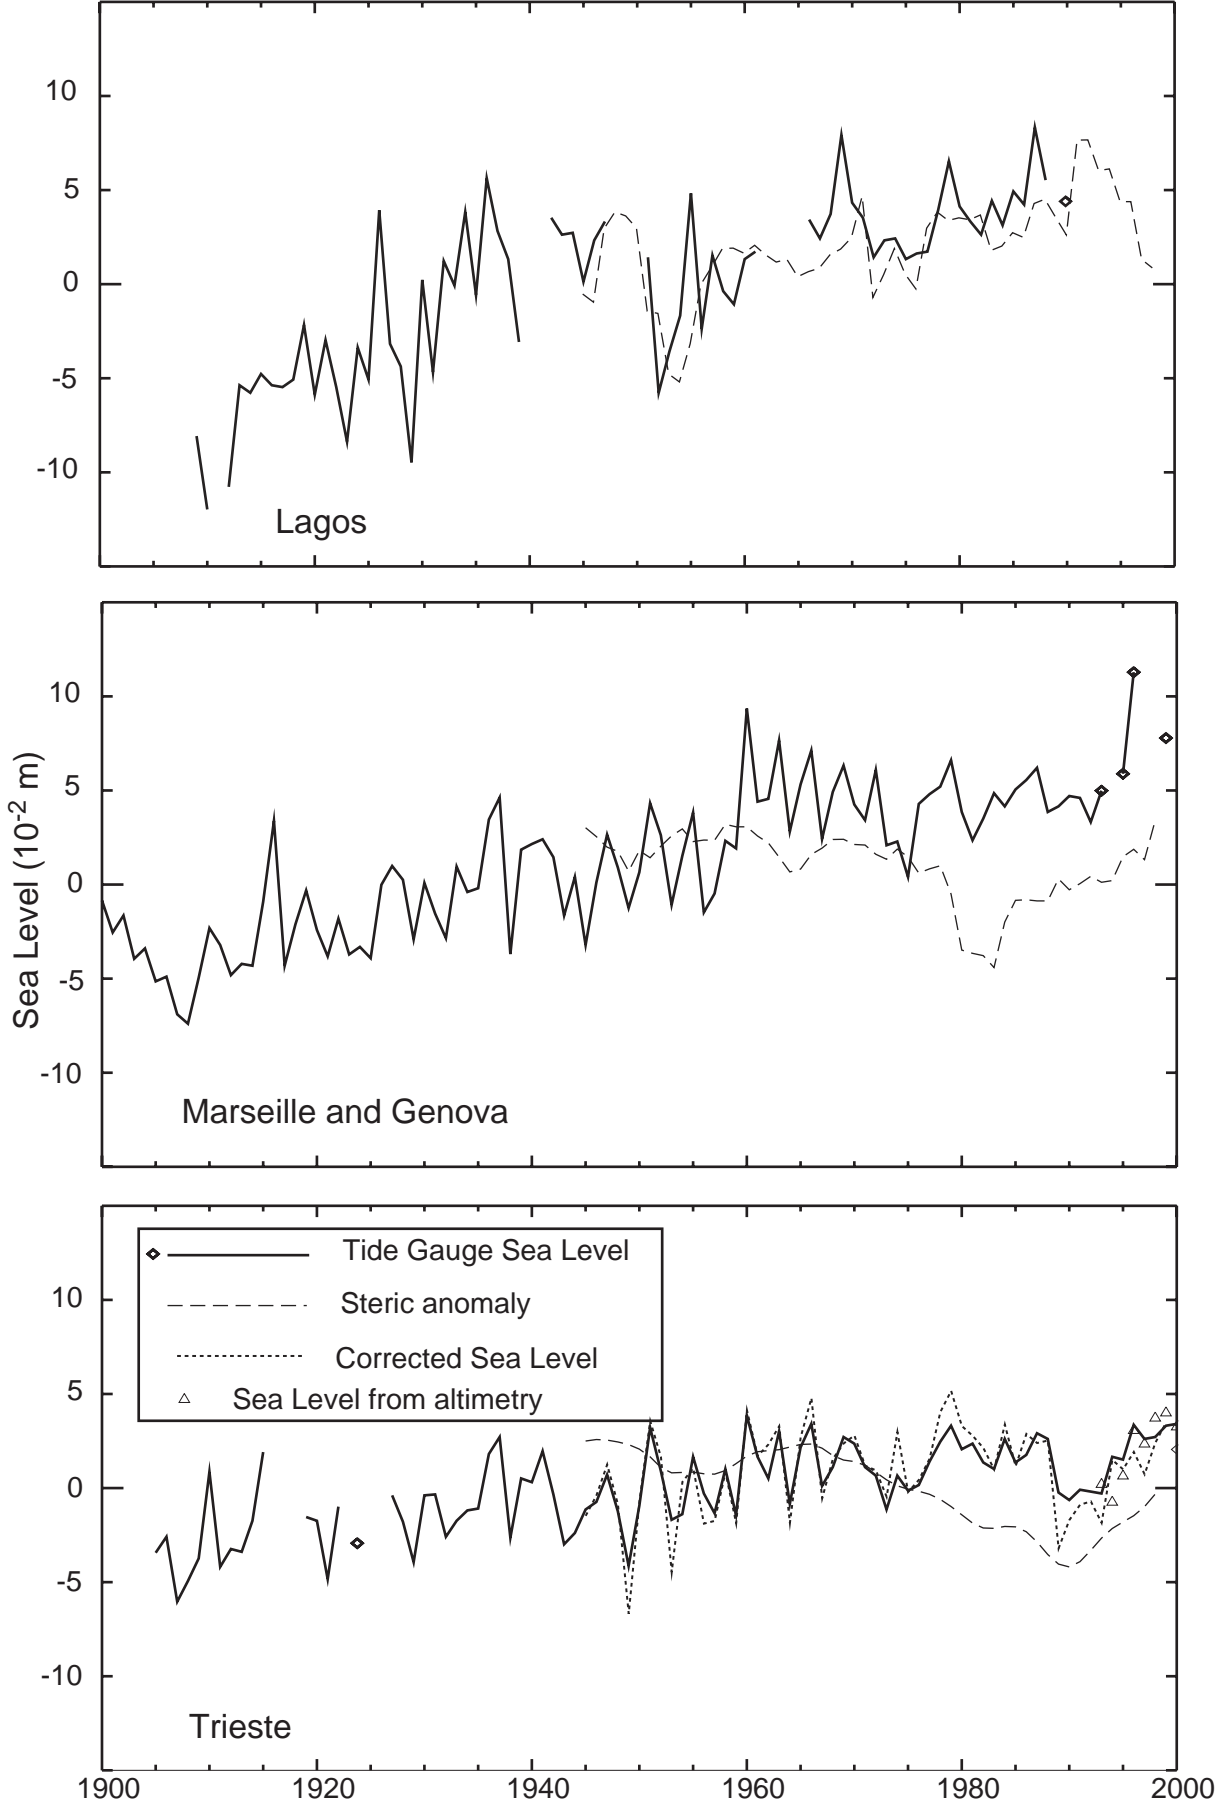 10
5
0
-5
-10
Lagos
10
5
0
-5
-10
Sea Level (10-2 m)
Marseille and Genova
Tide Gauge Sea Level
Steric anomaly
Corrected Sea Level
Sea Level from altimetry
10
5
0
-5
-10
Trieste
1900 1920 1940 1960 1980 2000